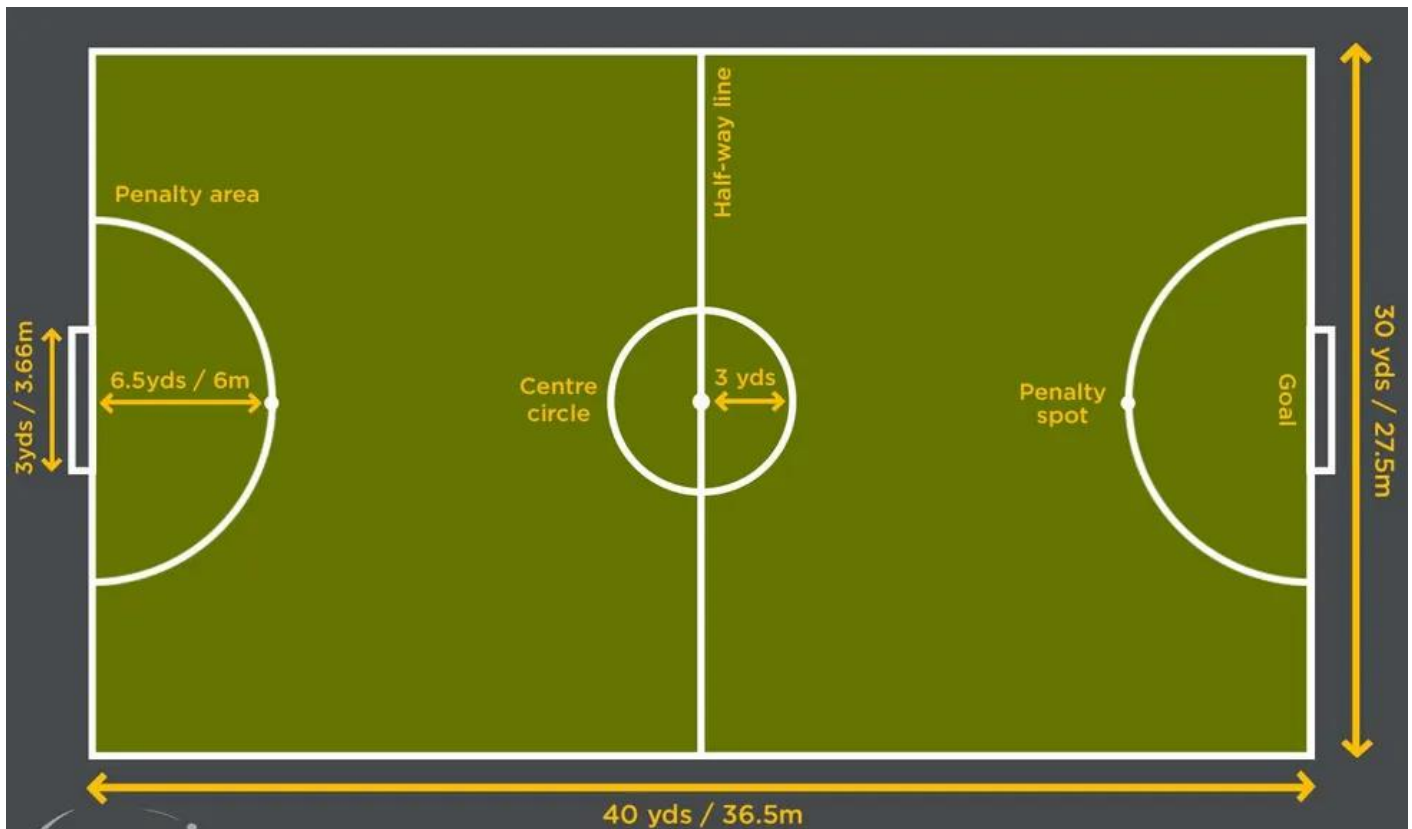 Half-way line
Penalty area
3yds / 3.66m
6.5yds / 6m
Centre
circle
3 yds
Penalty
spot
Goal
30 yds / 27.5m
40 yds / 36.5m